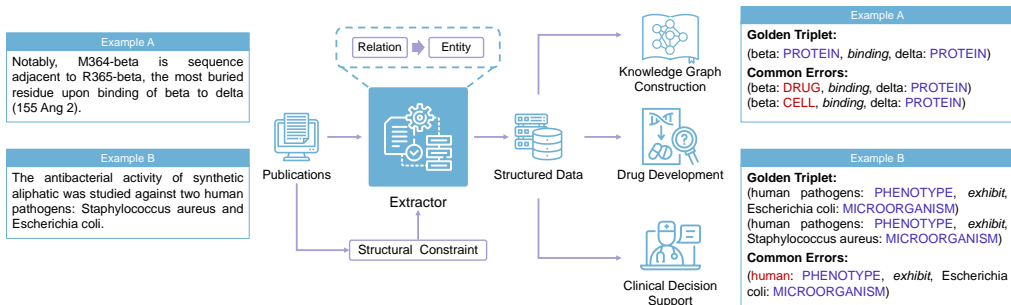 Example A
Notably, M364-beta is sequence
adjacent to R365-beta, the most buried
residue upon binding of beta to delta
(155 Ang 2).
Example B
The antibacterial activity of synthetic
aliphatic was studied against two human
pathogens: Staphylococcus aureus and
Escherichia coli.
Relation
Entity
Publications
Extractor
Structural Constraint
Structured Data
Knowledge Graph
Construction
Drug Development
Clinical Decision
Support
Example A
Golden Triplet:
(beta: PROTEIN, binding, delta: PROTEIN)
Common Errors:
(beta: DRUG, binding, delta: PROTEIN)
(beta: CELL, binding, delta: PROTEIN)
Example B
Golden Triplet:
(human pathogens: PHENOTYPE, exhibit,
Escherichia coli: MICROORGANISM)
(human pathogens: PHENOTYPE, exhibit,
Staphylococcus aureus: MICROORGANISM)
Common Errors:
(human: PHENOTYPE, exhibit, Escherichia
coli: MICROORGANISM)